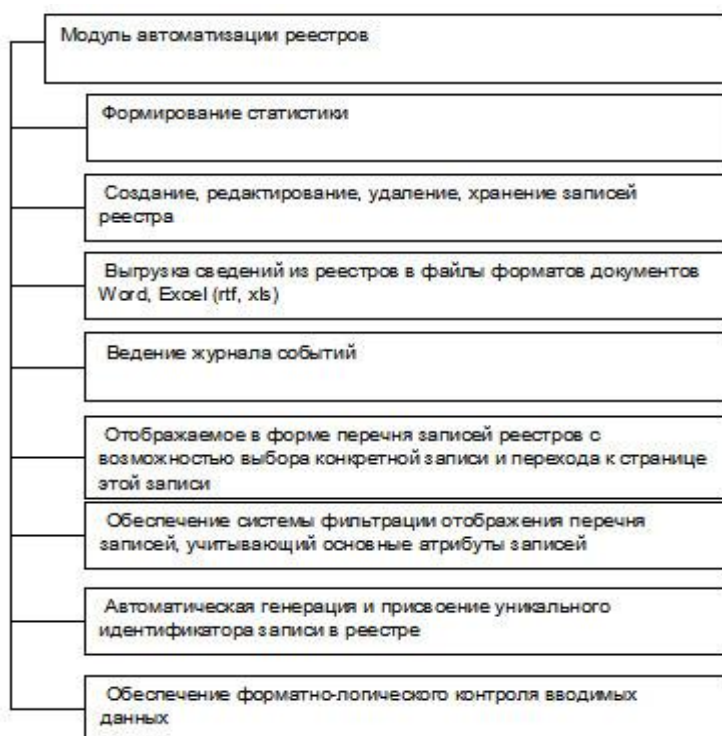 Модуль автоматизации реестров
Формирование статистики
Создание, редактирование, удаление, хранение записей
реестра
Выгрузка сведений из реестров в файлы форматов документов
Word, Excel (rtf, xls)
Ведение журнала событий
Отображаемое в форме перечня записей реестров с
возможностью выбора конкретной записи и перехода к странице
этой записи
Обеспечение системы фильтрации отображения перечня
записей, учитывающий основные атрибуты записей
Автоматическая генерация и присвоение уникального
идентификатора записи в реестре
Обеспечение форматно-логического контроля вводимых
данных